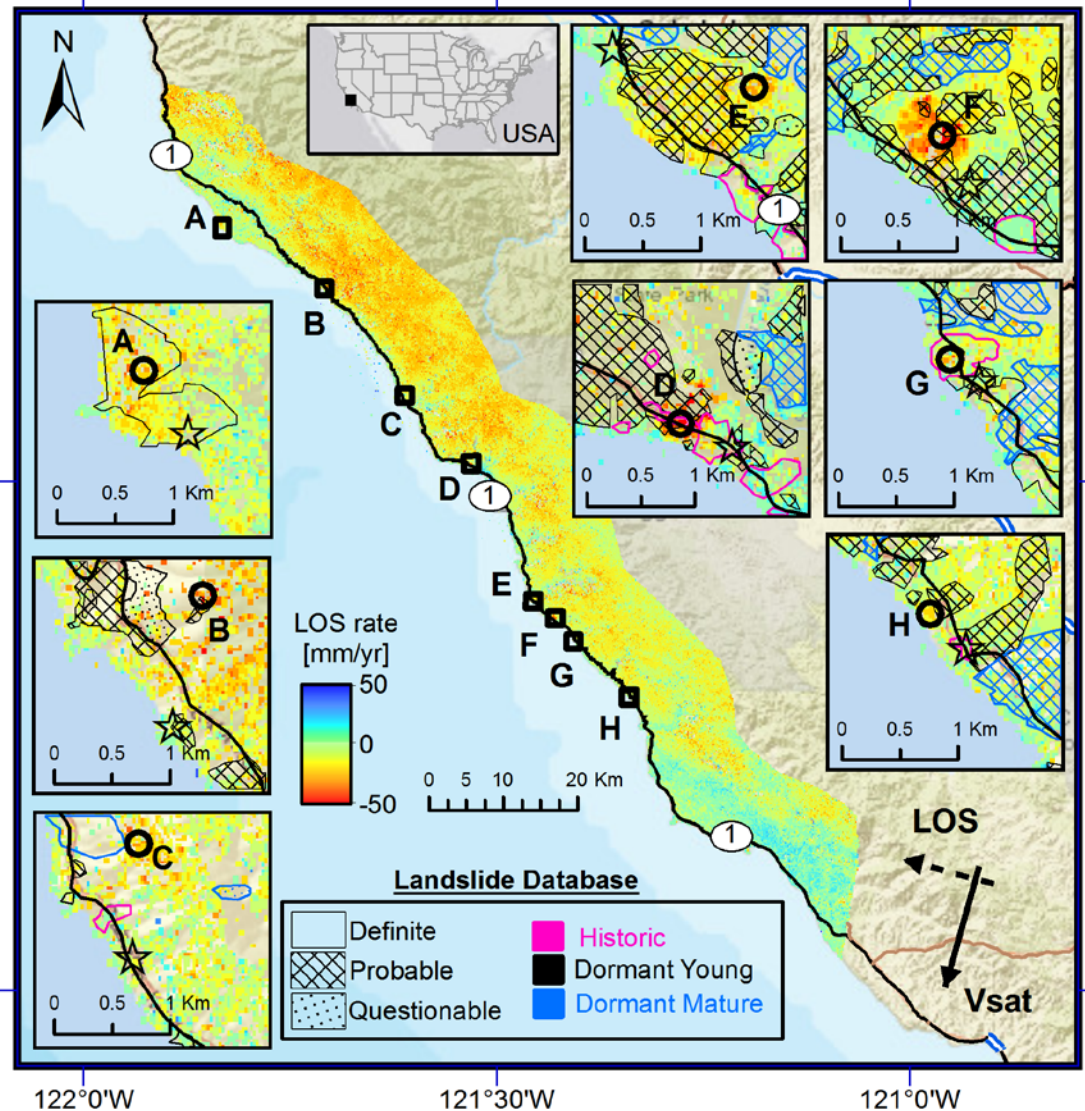 N
USA
1
A
B
C
D
1
E
F
G
H
1
LOS rate
[mm/yr]
50
0
-50
0 5 10 20 Km
A
0 0.5 1 Km
B
0 0.5 1 Km
C
0 0.5 1 Km
E
1
0 0.5 1 Km
F
0 0.5 1 Km
D
0 0.5 1 Km
G
0 0.5 1 Km
H
0 0.5 1 Km
LOS
Vsat
Landslide Database
Definite
Probable
Questionable
Historic
Dormant Young
Dormant Mature
122°0'W 121°30'W 121°0'W